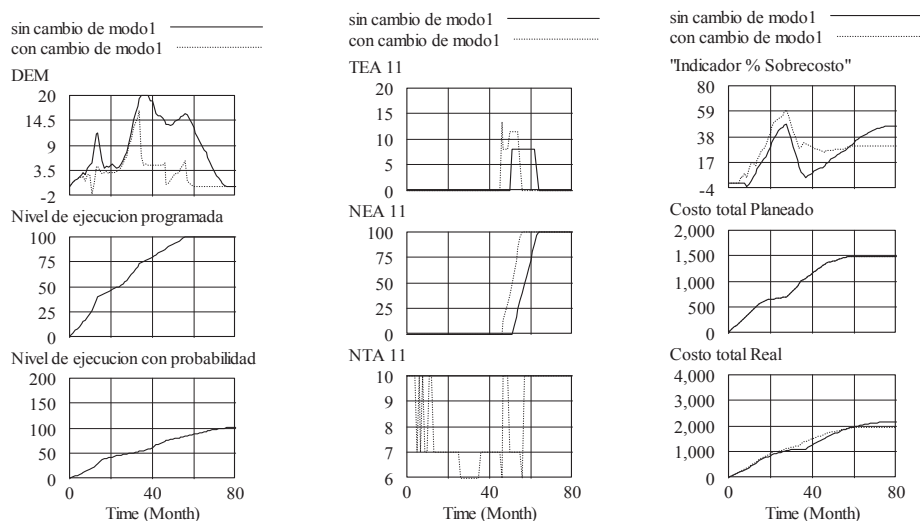 sin cambio de modo1
con cambio de modo1
DEM
20
14.5
9
3.5
-2
Nivel de ejecucion programada
100
75
50
25
0
Nivel de ejecucion con probabilidad
200
150
100
50
0
0 40 80
Time (Month)
sin cambio de modo1
con cambio de modo1
TEA 11
20
15
10
5
0
NEA 11
100
75
50
25
0
NTA 11
10
9
8
7
6
0 40 80
Time (Month)
sin cambio de modo1
con cambio de modo1
"Indicador % Sobrecosto"
80
59
38
17
-4
Costo total Planeado
2,000
1,500
1,000
500
0
Costo total Real
4,000
3,000
2,000
1,000
0
0 40 80
Time (Month)